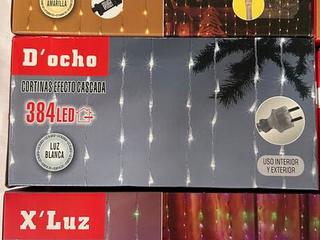 AMARILLA
D'ocho
CORTINAS EFECTO CASCADA
384LED
LUZ
BLANCA
USO INTERIOR
Y EXTERIOR
X'Luz